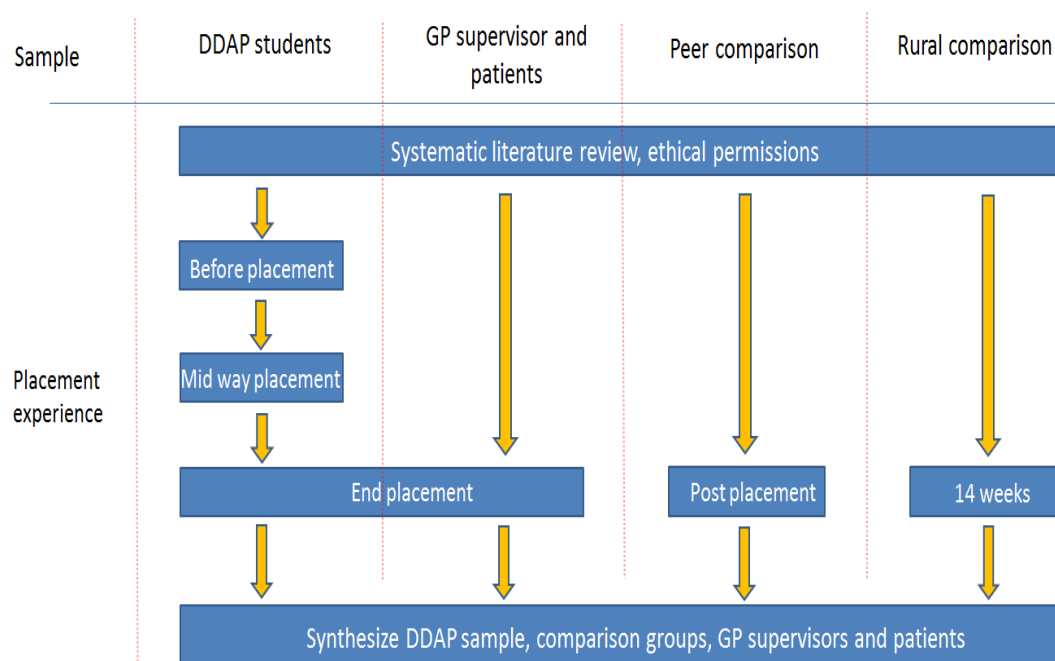 Sample
DDAP students
GP supervisor and
patients
Peer comparison
Rural comparison
Systematic literature review, ethical permissions
Before placement
Mid way placement
Placement
experience
End placement
Post placement
14 weeks
Synthesize DDAP sample, comparison groups, GP supervisors and patients